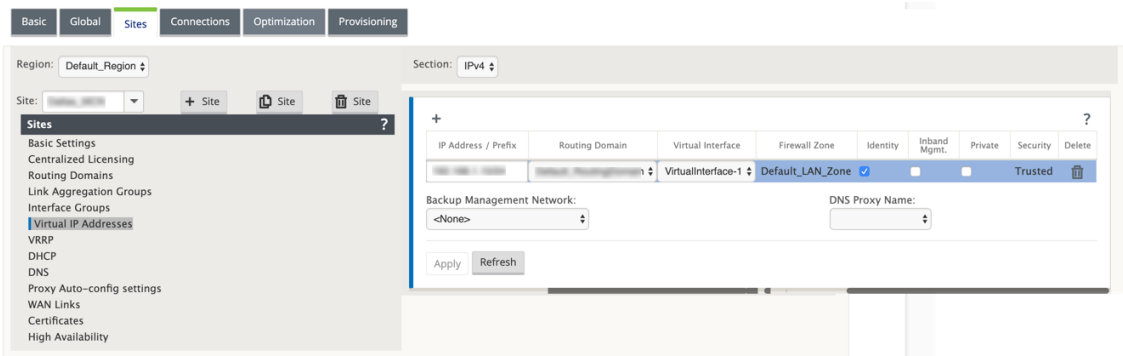 Basic Global Sites Connections Optimization Provisioning
Region: Default_Region Section: IPv4
Site: + Site Site Site
Sites ?
Basic Settings
Centralized Licensing
Routing Domains
Link Aggregation Groups
Interface Groups
Virtual IP Addresses
VRRP
DHCP
DNS
Proxy Auto-config settings
WAN Links
Certificates
High Availability
+ ?
IP Address / Prefix Routing Domain Virtual Interface Firewall Zone Identity Inband Mgmt. Private Security Delete
VirtualInterface-1 Default_LAN_Zone Trusted
Backup Management Network: DNS Proxy Name:
<None>
Apply Refresh